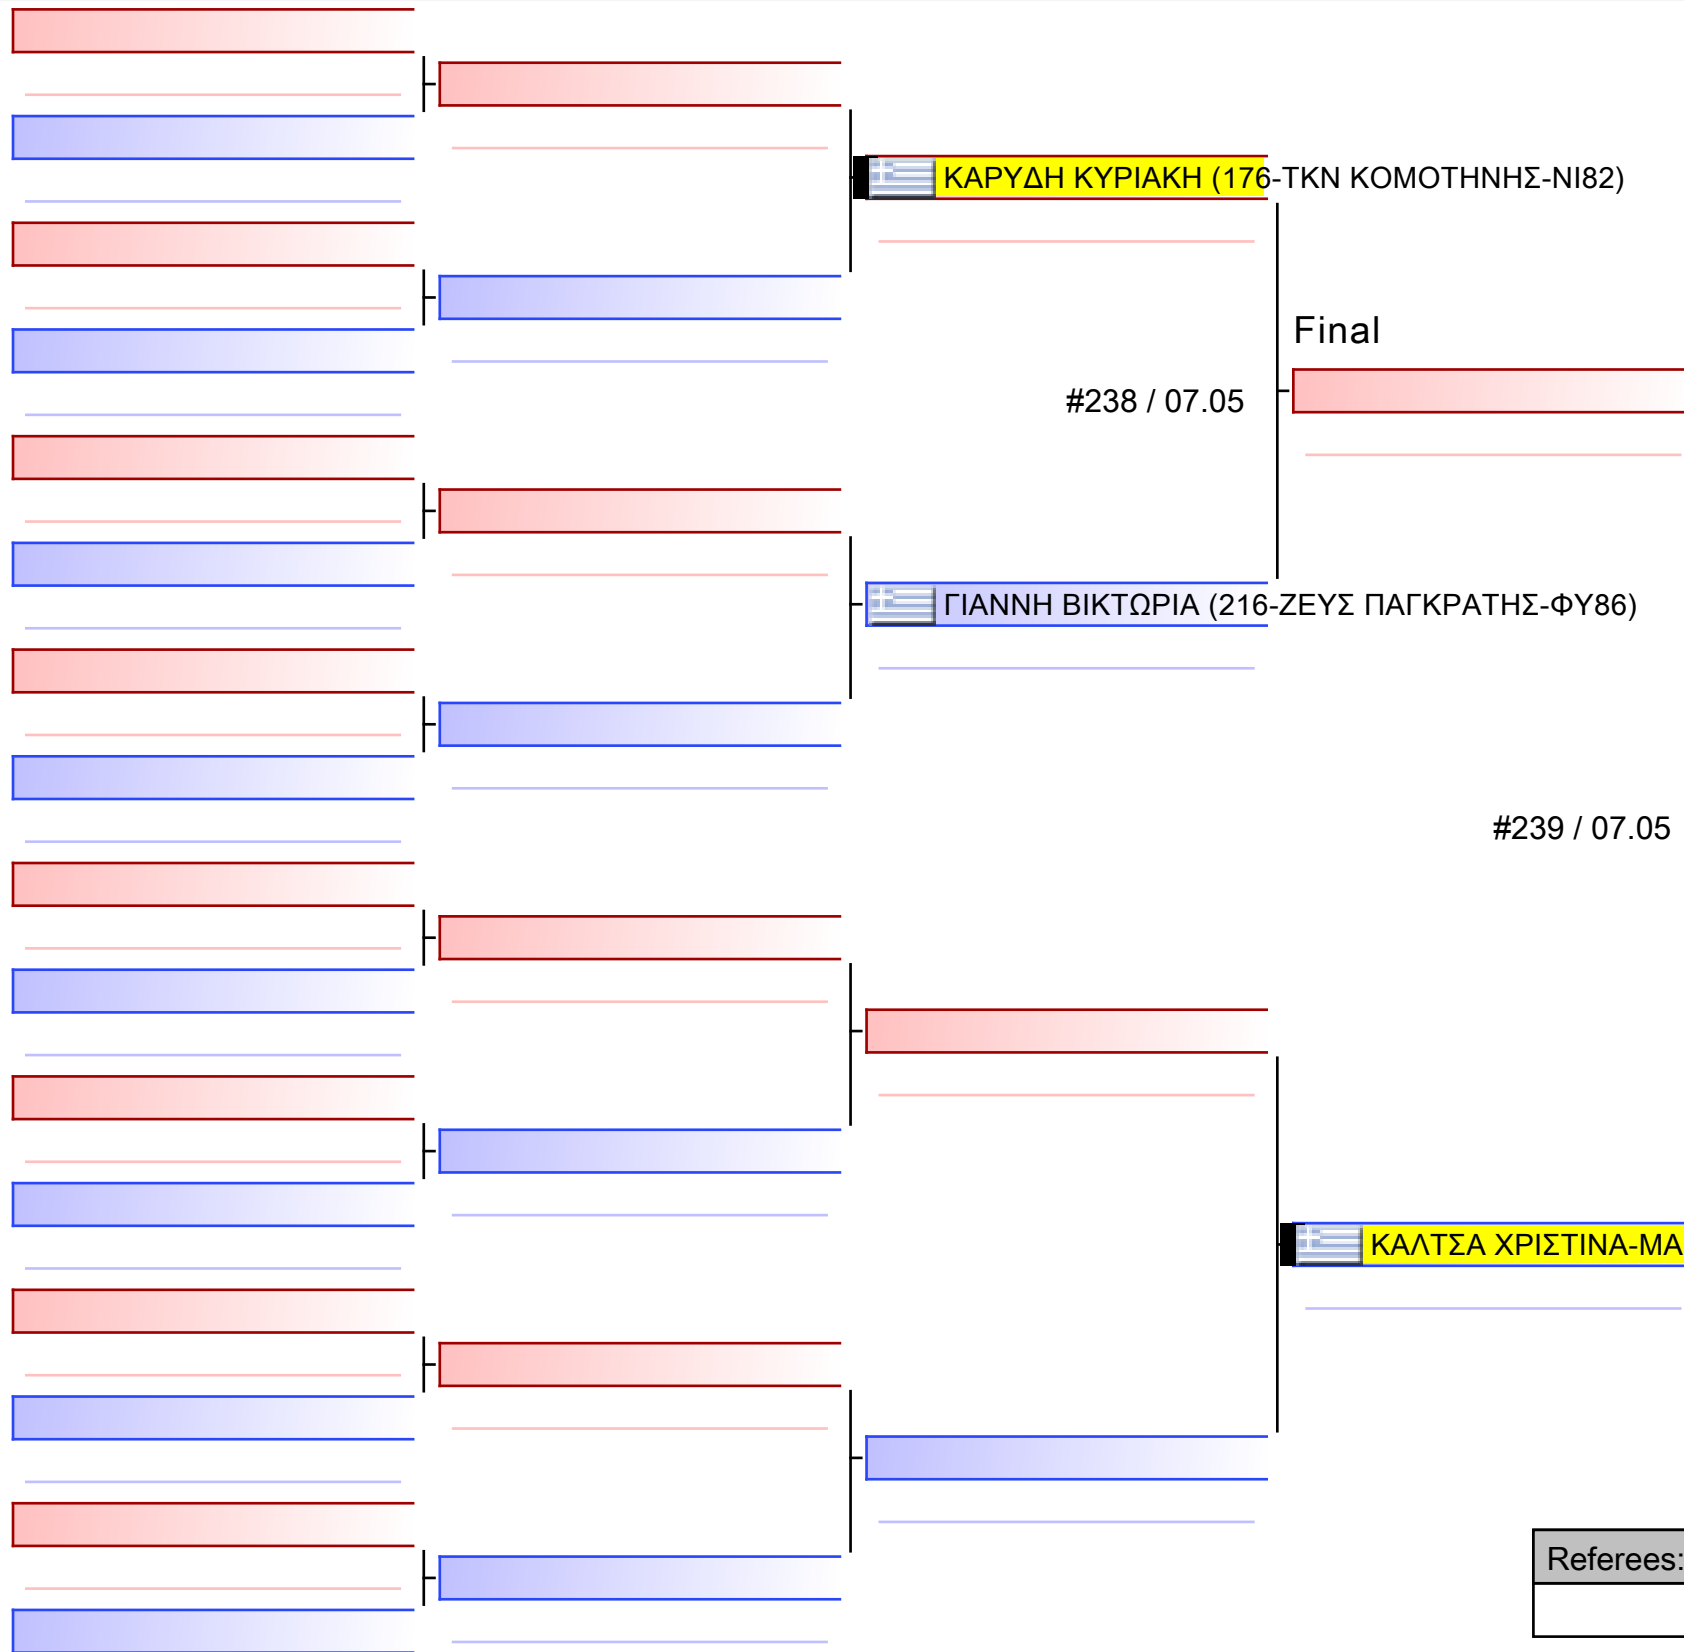 ΚΑΡΥΔΗ ΚΥΡΙΑΚΗ (176-ΤΚΝ ΚΟΜΟΤΗΝΗΣ-ΝΙ82)
Final
#238 / 07.05
ΓΙΑΝΝΗ ΒΙΚΤΩΡΙΑ (216-ΖΕΥΣ ΠΑΓΚΡΑΤΗΣ-ΦΥ86)
#239 / 07.05
ΚΑΛΤΣΑ ΧΡΙΣΤΙΝΑ-ΜΑ
Referees: